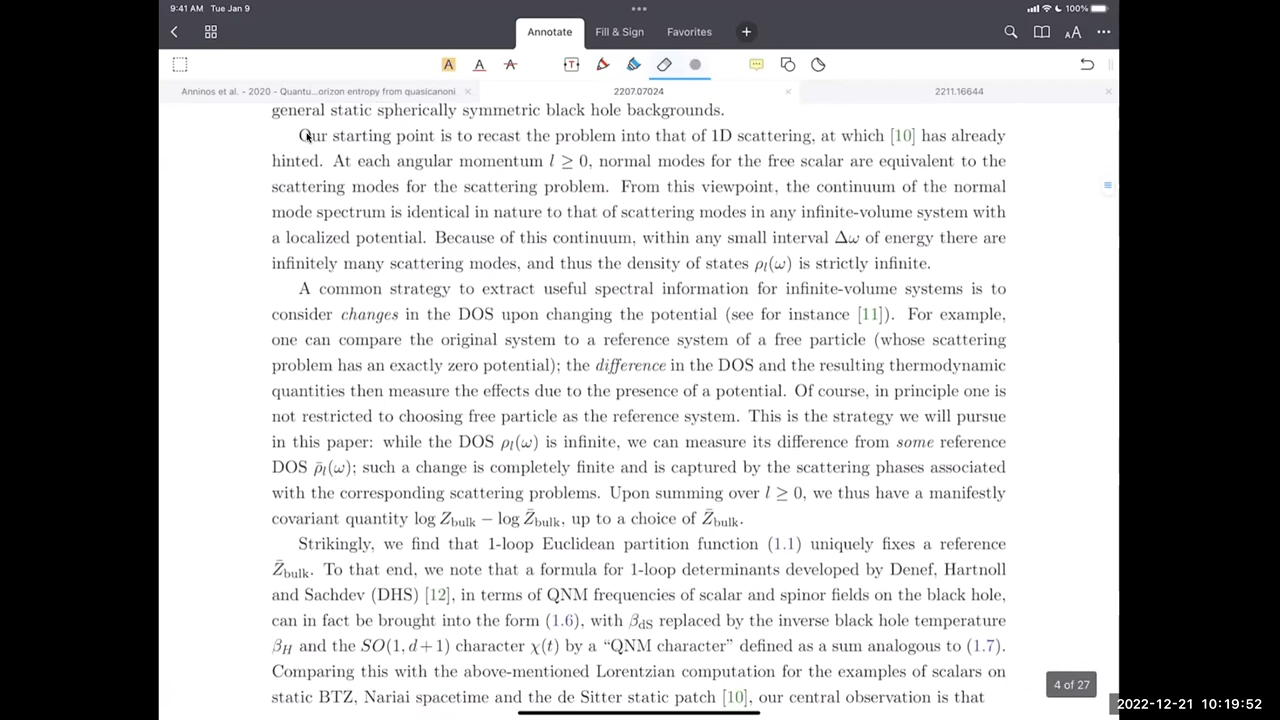 9:41 AM Tue Jan 9
100%
Annotate Fill & Sign Favorites
Anninos et al. - 2020 - Quantu...orizon entropy from quasicanoni
2207.07024
2211.16644
general static spherically symmetric black hole backgrounds.
Our starting point is to recast the problem into that of 1D scattering, at which [10] has already
hinted. At each angular momentum l ≥ 0, normal modes for the free scalar are equivalent to the
scattering modes for the scattering problem. From this viewpoint, the continuum of the normal
mode spectrum is identical in nature to that of scattering modes in any infinite-volume system with
a localized potential. Because of this continuum, within any small interval Δω of energy there are
infinitely many scattering modes, and thus the density of states ρₗ(ω) is strictly infinite.
A common strategy to extract useful spectral information for infinite-volume systems is to
consider changes in the DOS upon changing the potential (see for instance [11]). For example,
one can compare the original system to a reference system of a free particle (whose scattering
problem has an exactly zero potential); the difference in the DOS and the resulting thermodynamic
quantities then measure the effects due to the presence of a potential. Of course, in principle one is
not restricted to choosing free particle as the reference system. This is the strategy we will pursue
in this paper: while the DOS ρₗ(ω) is infinite, we can measure its difference from some reference
DOS ρ̄ₗ(ω); such a change is completely finite and is captured by the scattering phases associated
with the corresponding scattering problems. Upon summing over l ≥ 0, we thus have a manifestly
covariant quantity log Z_bulk − log Z̄_bulk, up to a choice of Z̄_bulk.
Strikingly, we find that 1-loop Euclidean partition function (1.1) uniquely fixes a reference
Z̄_bulk. To that end, we note that a formula for 1-loop determinants developed by Denef, Hartnoll
and Sachdev (DHS) [12], in terms of QNM frequencies of scalar and spinor fields on the black hole,
can in fact be brought into the form (1.6), with β_dS replaced by the inverse black hole temperature
β_H and the SO(1, d + 1) character χ(t) by a “QNM character” defined as a sum analogous to (1.7).
Comparing this with the above-mentioned Lorentzian computation for the examples of scalars on
static BTZ, Nariai spacetime and the de Sitter static patch [10], our central observation is that
4 of 27
2022-12-21 10:19:52